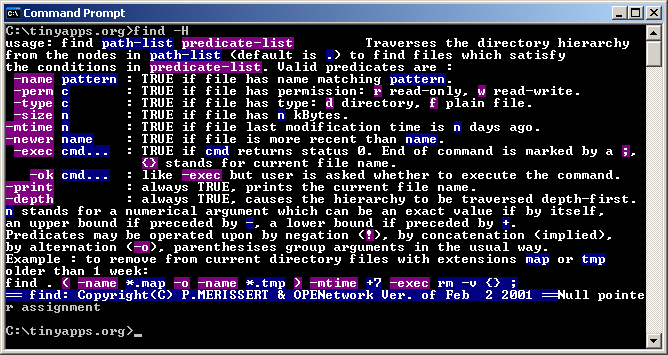 Command Prompt
C:\tinyapps.org>find -H
usage: find path-list predicate-list Traverses the directory hierarchy
from the nodes in path-list (default is .) to find files which satisfy
the conditions in predicate-list. Valid predicates are :
-name pattern : TRUE if file has name matching pattern.
-perm c : TRUE if file has permission: r read-only, w read-write.
-type c : TRUE if file has type: d directory, f plain file.
-size n : TRUE if file has n kBytes.
-mtime n : TRUE if file last modification time is n days ago.
-newer name : TRUE if file is more recent than name.
-exec cmd... : TRUE if cmd returns status 0. End of command is marked by a ;,
{} stands for current file name.
-ok cmd... : like -exec but user is asked whether to execute the command.
-print : always TRUE, prints the current file name.
-depth : always TRUE, causes the hierarchy to be traversed depth-first.
n stands for a numerical argument which can be an exact value if by itself,
an upper bound if preceded by -, a lower bound if preceded by +.
Predicates may be operated upon by negation (!), by concatenation (implied),
by alternation (-o), parenthesises group arguments in the usual way.
Example : to remove from current directory files with extensions map or tmp
older than 1 week:
find . ( -name *.map -o -name *.tmp ) -mtime +7 -exec rm -v {} ;
== find: Copyright(C) P.MERISSERT & OPENetwork Ver. of Feb 2 2001 ==Null pointe
r assignment
C:\tinyapps.org>_